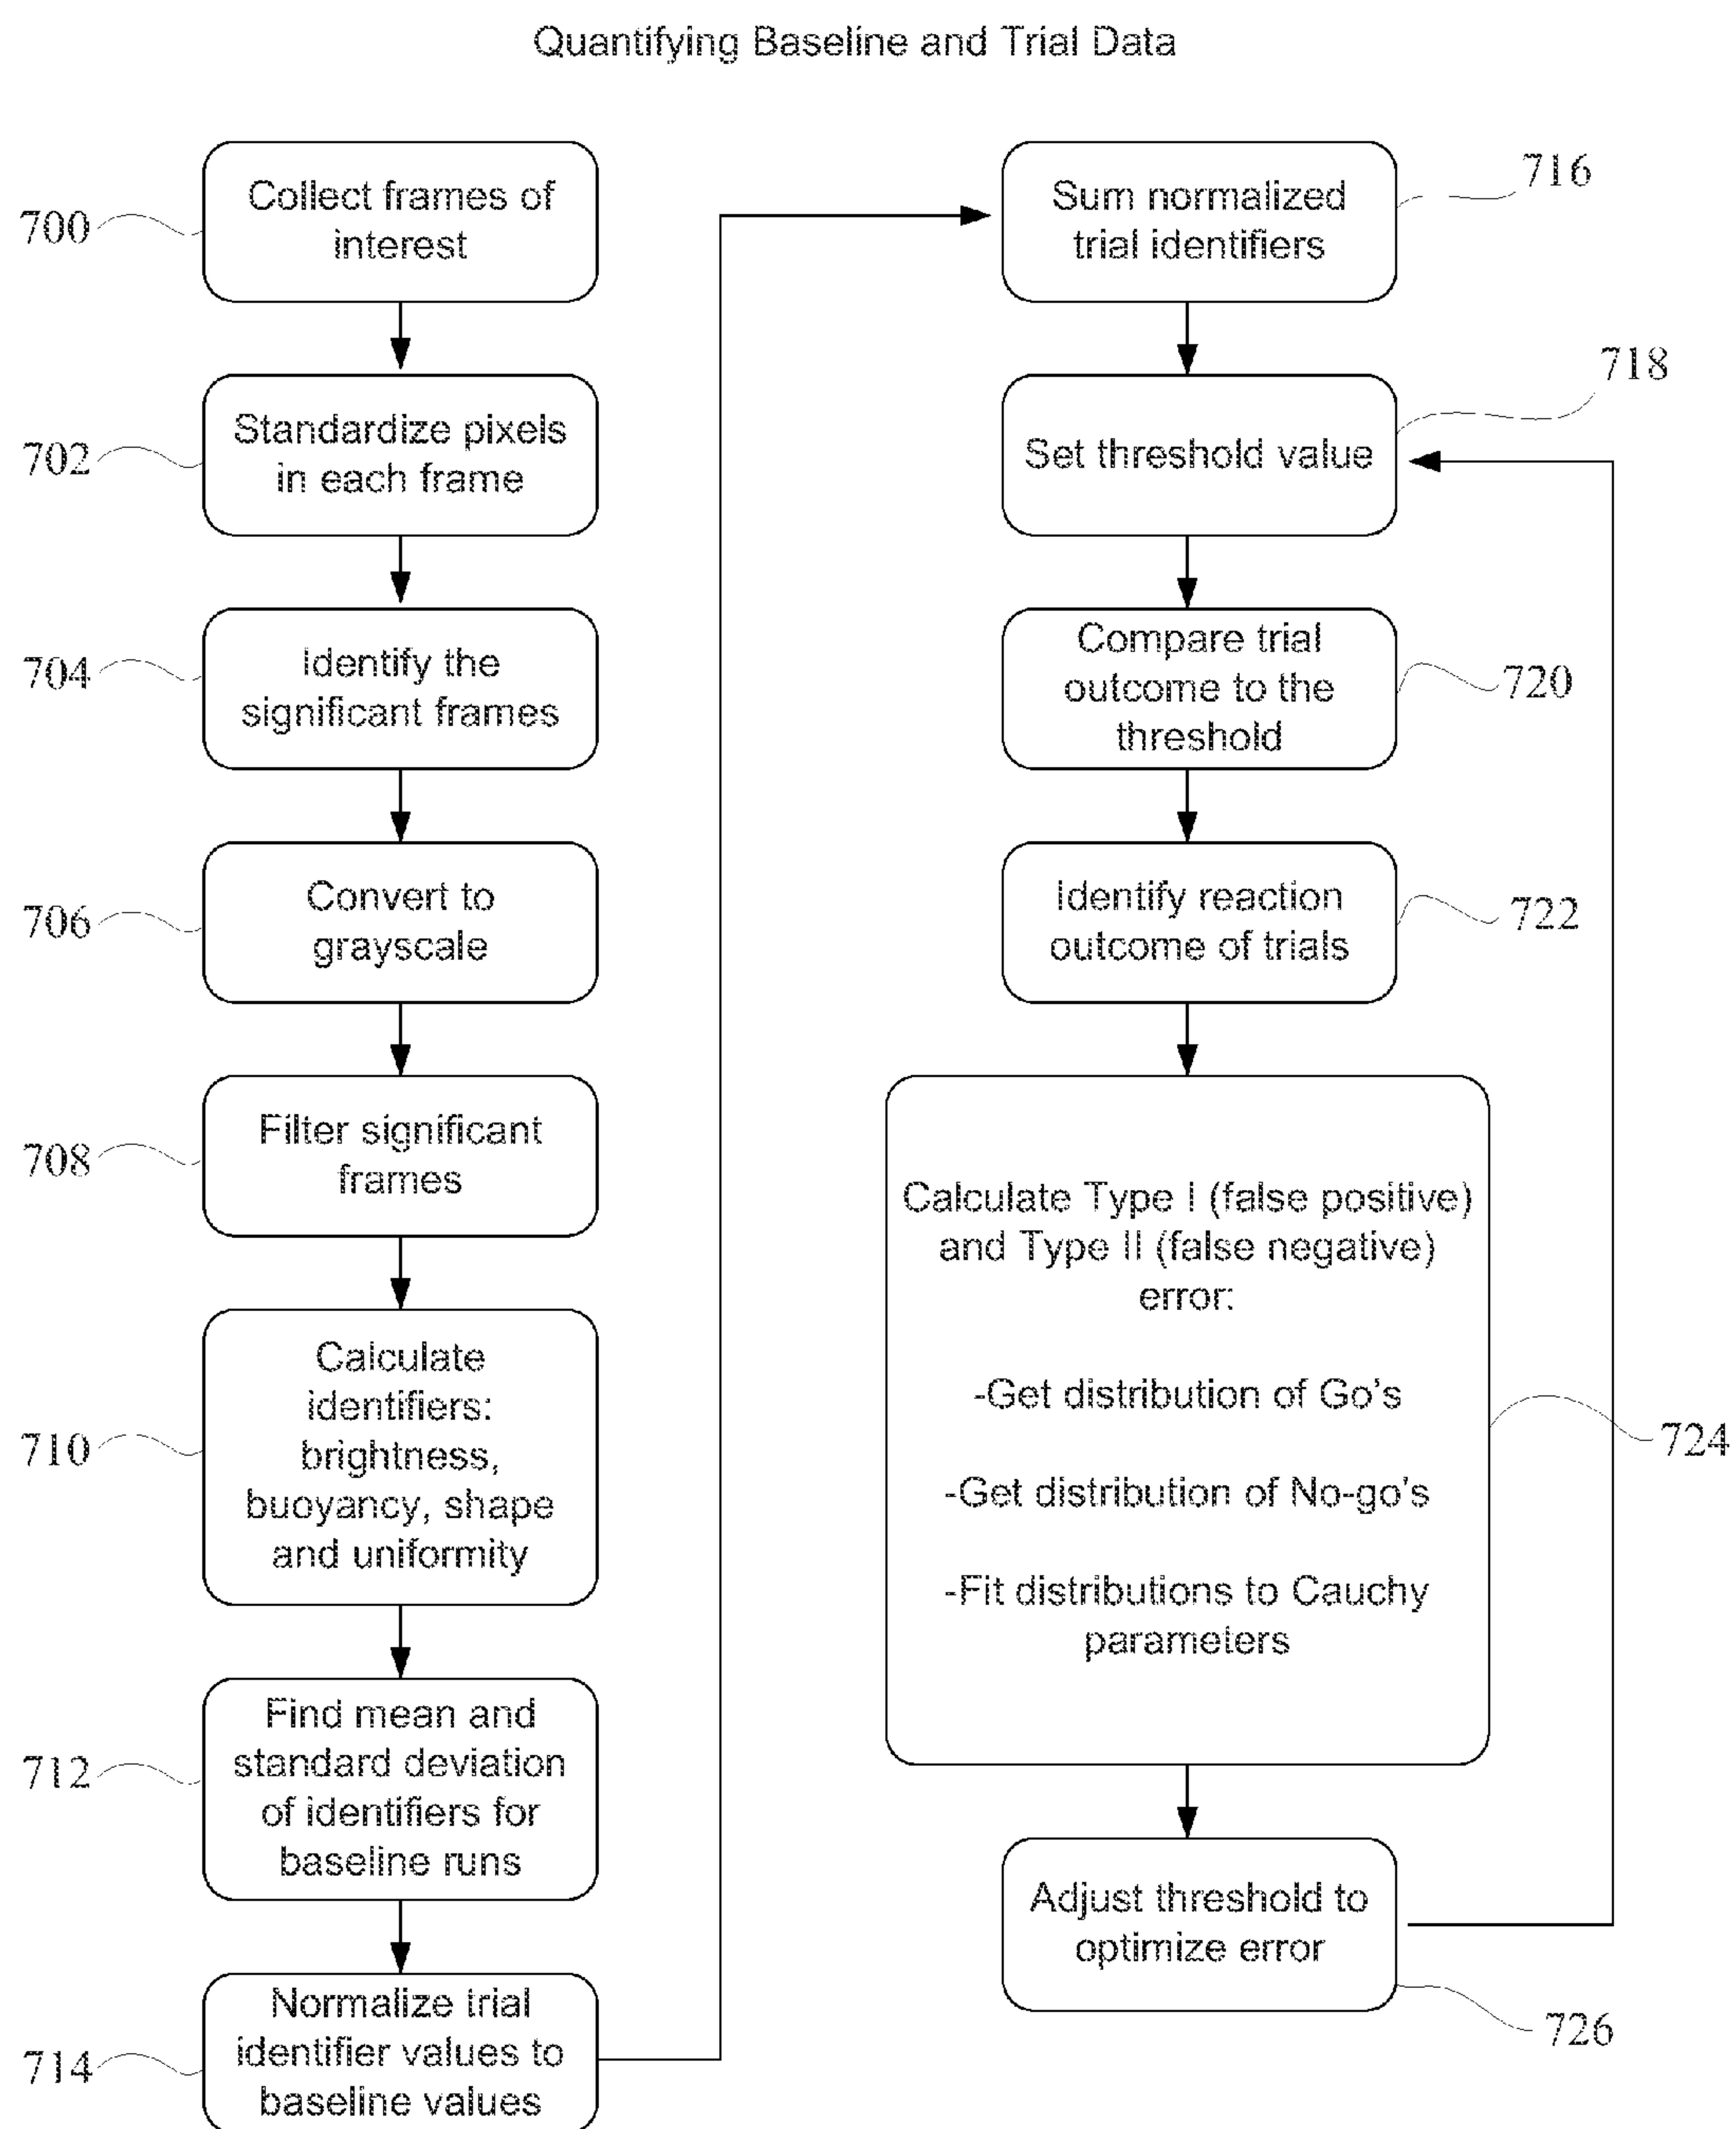 Quantifying Baseline and Trial Data
700
Collect frames of
interest
702
Standardize pixels
in each frame
704
Identify the
significant frames
706
Convert to
grayscale
708
Filter significant
frames
710
Calculate
identifiers:
brightness,
buoyancy, shape
and uniformity
712
Find mean and
standard deviation
of identifiers for
baseline runs
714
Normalize trial
identifier values to
baseline values
716
Sum normalized
trial identifiers
718
Set threshold value
720
Compare trial
outcome to the
threshold
722
Identify reaction
outcome of trials
724
Calculate Type I (false positive)
and Type II (false negative)
error:
-Get distribution of Go's
-Get distribution of No-go's
-Fit distributions to Cauchy
parameters
726
Adjust threshold to
optimize error